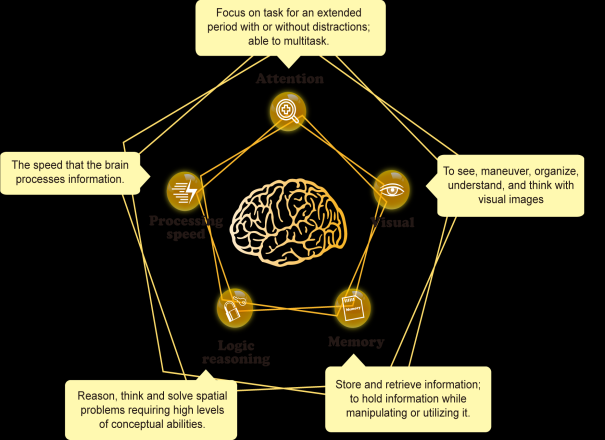 Focus on task for an extended
period with or without distractions;
able to multitask.
Attention
The speed that the brain
processes information.
Processing
speed
To see, maneuver, organize,
understand, and think with
visual images
Visual
Logic
reasoning
Memory
Memory
Reason, think and solve spatial
problems requiring high levels
of conceptual abilities.
Store and retrieve information;
to hold information while
manipulating or utilizing it.